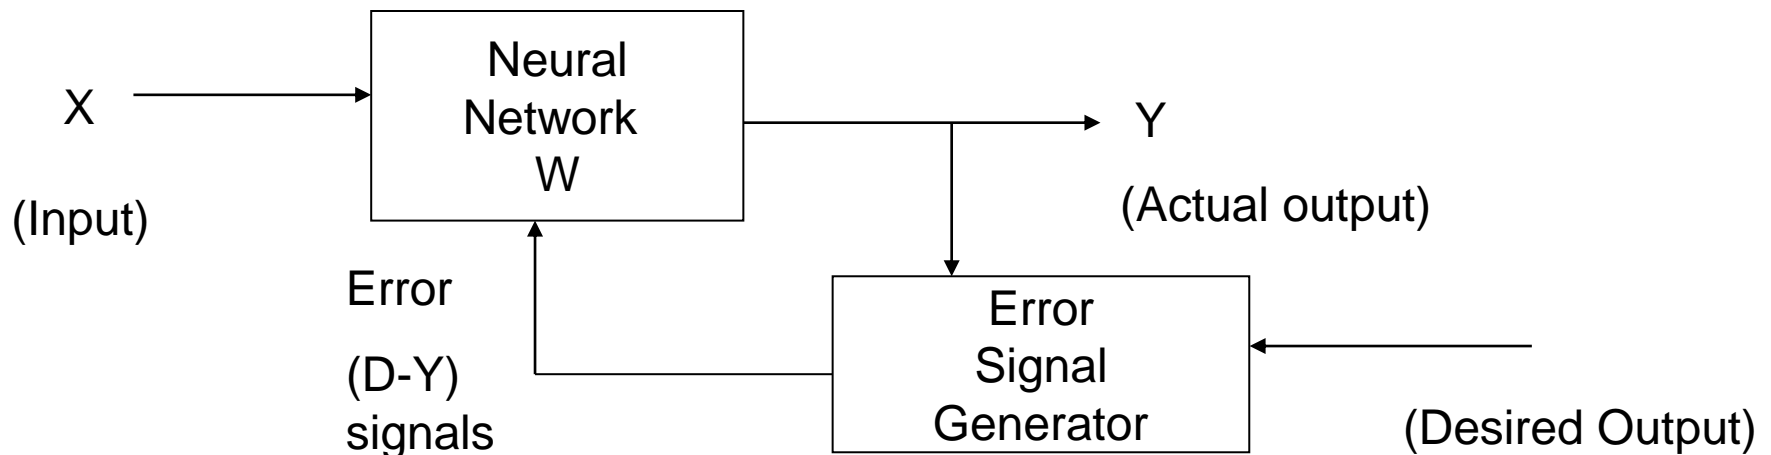 X
(Input)
Neural
Network
W
Y
(Actual output)
Error
(D-Y)
signals
Error
Signal
Generator
(Desired Output)